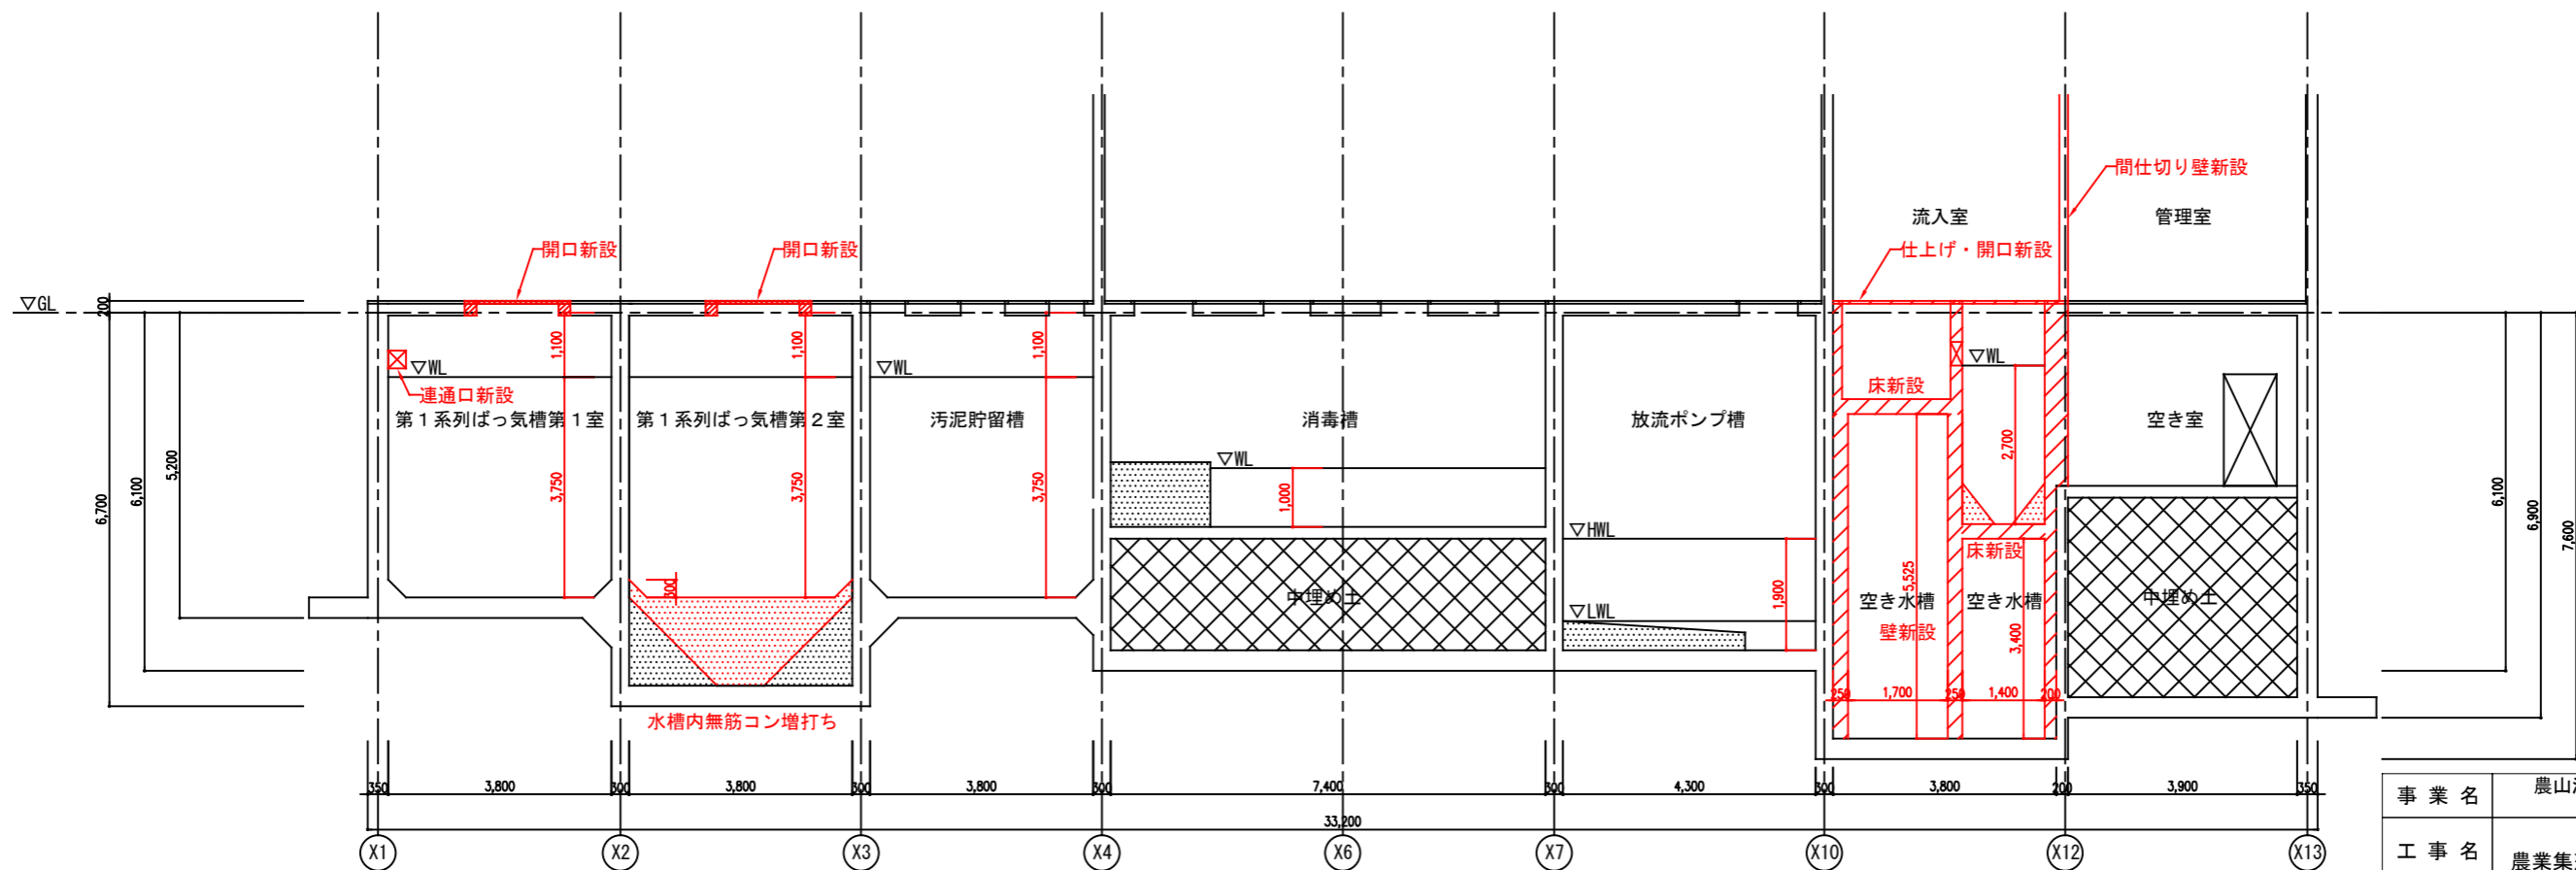 間仕切り壁新設
流入室
管理室
開口新設
開口新設
仕上げ・開口新設
▽GL
200
1,100
1,100
1,100
▽WL
▽WL
▽WL
連通口新設
床新設
第1系列ばっ気槽第1室
第1系列ばっ気槽第2室
汚泥貯留槽
消毒槽
放流ポンプ槽
空き室
2,700
▽WL
5,200
6,100
6,700
3,750
3,750
3,750
1,000
6,100
6,900
7,600
▽HWL
床新設
300
中埋め土
1,900
5,525
空き水槽
空き水槽
中埋め土
▽LWL
壁新設
3,400
250
1,700
250
1,400
200
水槽内無筋コン増打ち
350
3,800
300
3,800
300
3,800
300
7,400
300
4,300
300
3,800
200
3,900
350
33,200
事業名
工事名
X1
X2
X3
X4
X6
X7
X10
X12
X13